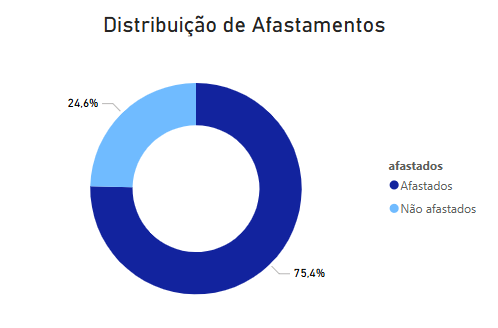 Distribuição de Afastamentos
24,6%
afastados
Afastados
Não afastados
75,4%